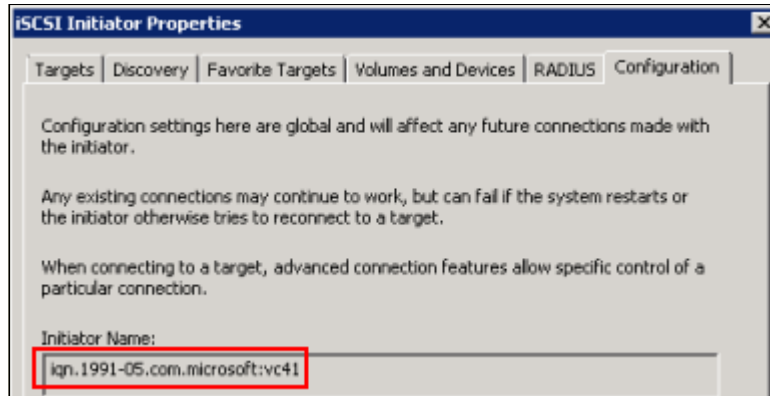 iSCSI Initiator Properties
Targets Discovery Favorite Targets Volumes and Devices RADIUS Configuration
Configuration settings here are global and will affect any future connections made with
the initiator.
Any existing connections may continue to work, but can fail if the system restarts or
the initiator otherwise tries to reconnect to a target.
When connecting to a target, advanced connection features allow specific control of a
particular connection.
Initiator Name:
iqn.1991-05.com.microsoft:vc41